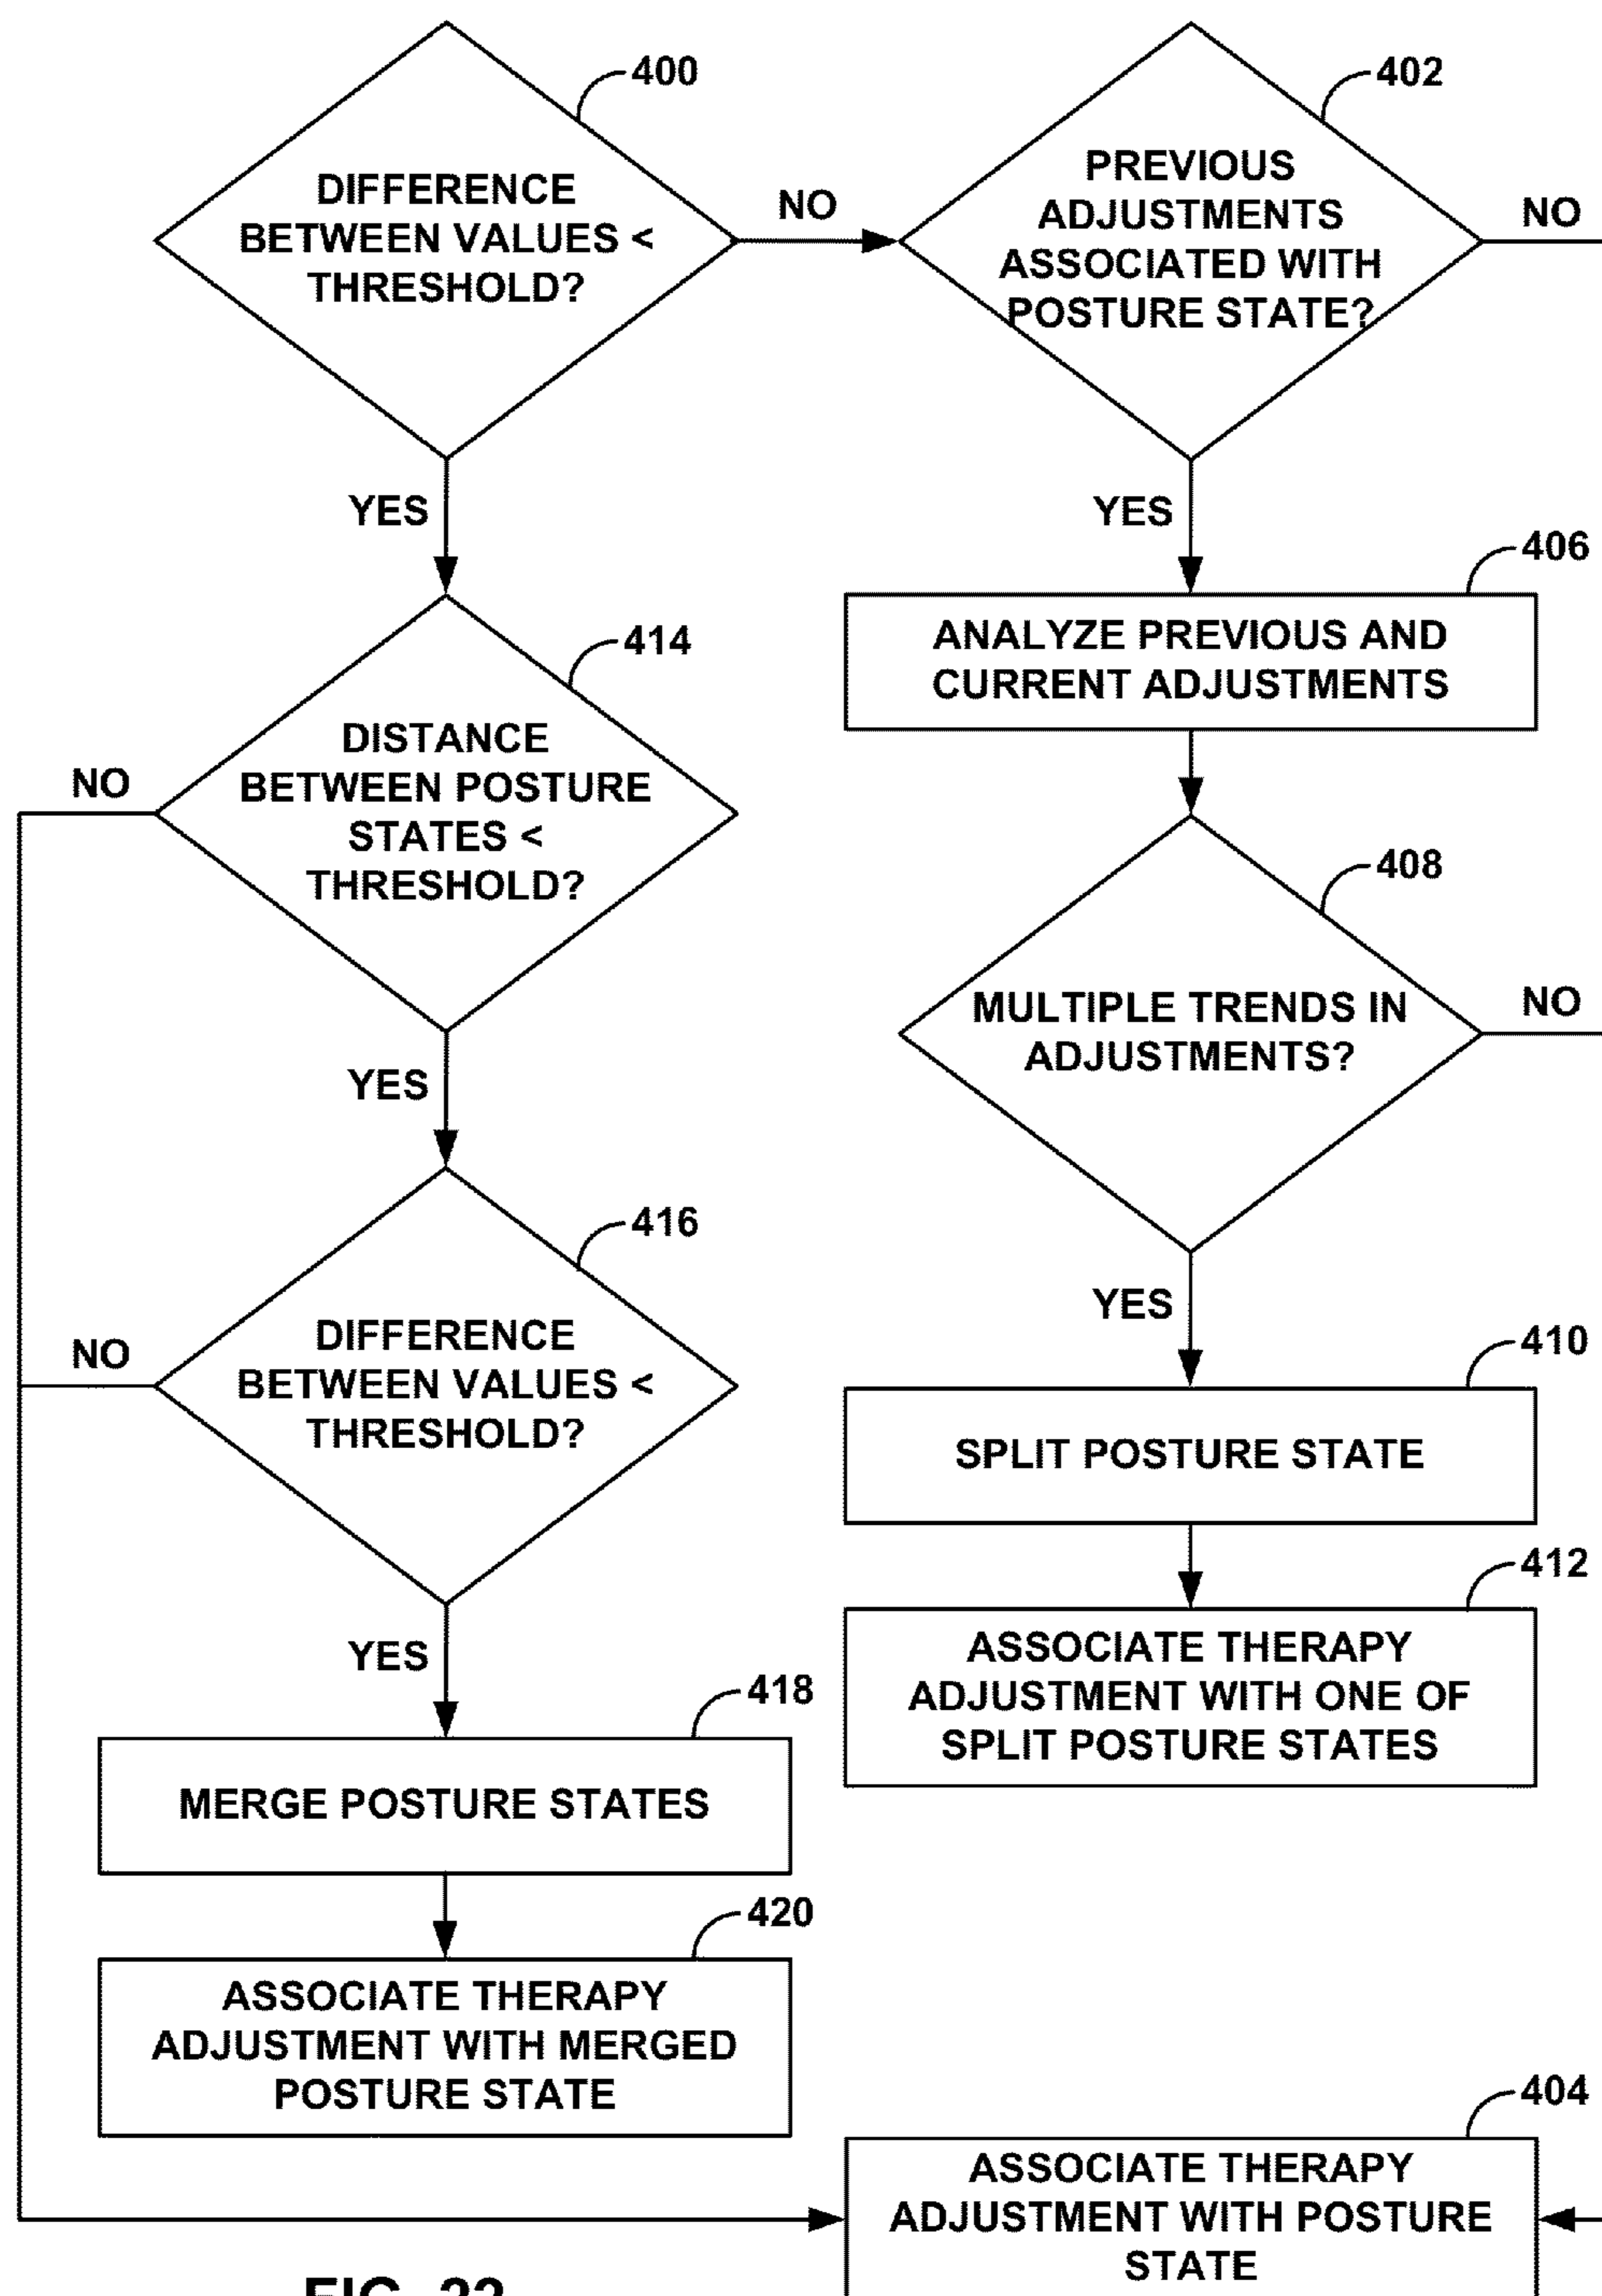 400
DIFFERENCE
BETWEEN VALUES <
THRESHOLD?
NO
402
PREVIOUS
ADJUSTMENTS
ASSOCIATED WITH
POSTURE STATE?
NO
YES
YES
406
ANALYZE PREVIOUS AND
CURRENT ADJUSTMENTS
414
DISTANCE
BETWEEN POSTURE
STATES <
THRESHOLD?
NO
YES
408
MULTIPLE TRENDS IN
ADJUSTMENTS?
NO
YES
416
DIFFERENCE
BETWEEN VALUES <
THRESHOLD?
NO
YES
410
SPLIT POSTURE STATE
412
ASSOCIATE THERAPY
ADJUSTMENT WITH ONE OF
SPLIT POSTURE STATES
418
MERGE POSTURE STATES
420
ASSOCIATE THERAPY
ADJUSTMENT WITH MERGED
POSTURE STATE
404
ASSOCIATE THERAPY
ADJUSTMENT WITH POSTURE
STATE